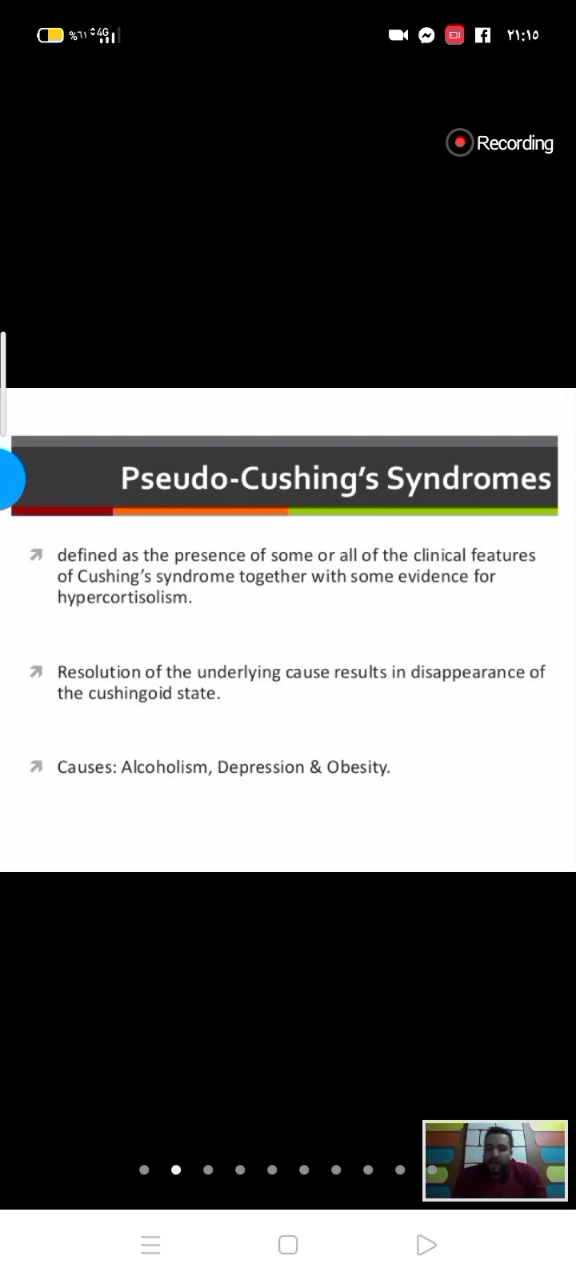 %٦١ 4G ٢١:١٥
Recording
Pseudo-Cushing's Syndromes
defined as the presence of some or all of the clinical features
of Cushing's syndrome together with some evidence for
hypercortisolism.
Resolution of the underlying cause results in disappearance of
the cushingoid state.
Causes: Alcoholism, Depression & Obesity.